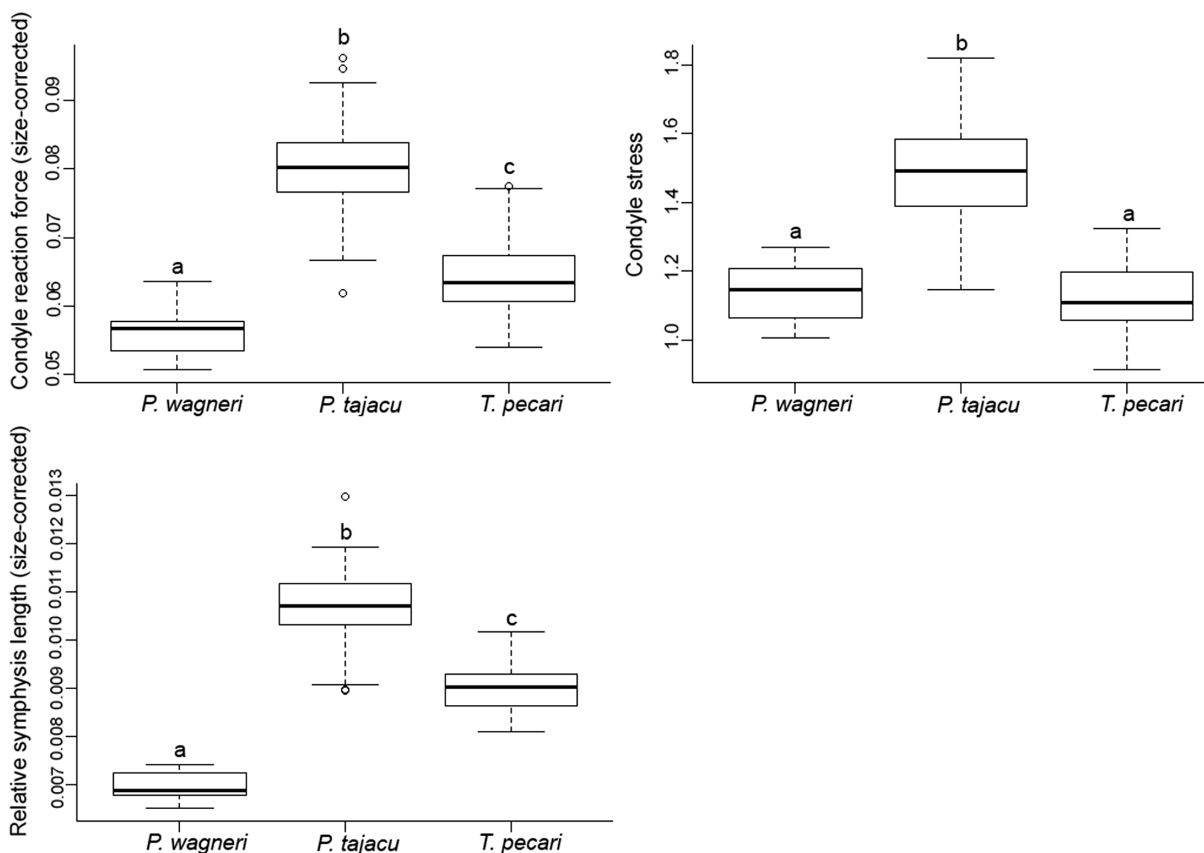 Condyle reaction force (size-corrected)
0.09
0.08
0.07
0.06
0.05
a
b
c
P. wagneri
P. tajacu
T. pecari
Condyle stress
1.8
1.6
1.4
1.2
1.0
a
b
a
P. wagneri
P. tajacu
T. pecari
Relative symphysis length (size-corrected)
0.013
0.012
0.011
0.010
0.009
0.008
0.007
a
b
c
P. wagneri
P. tajacu
T. pecari